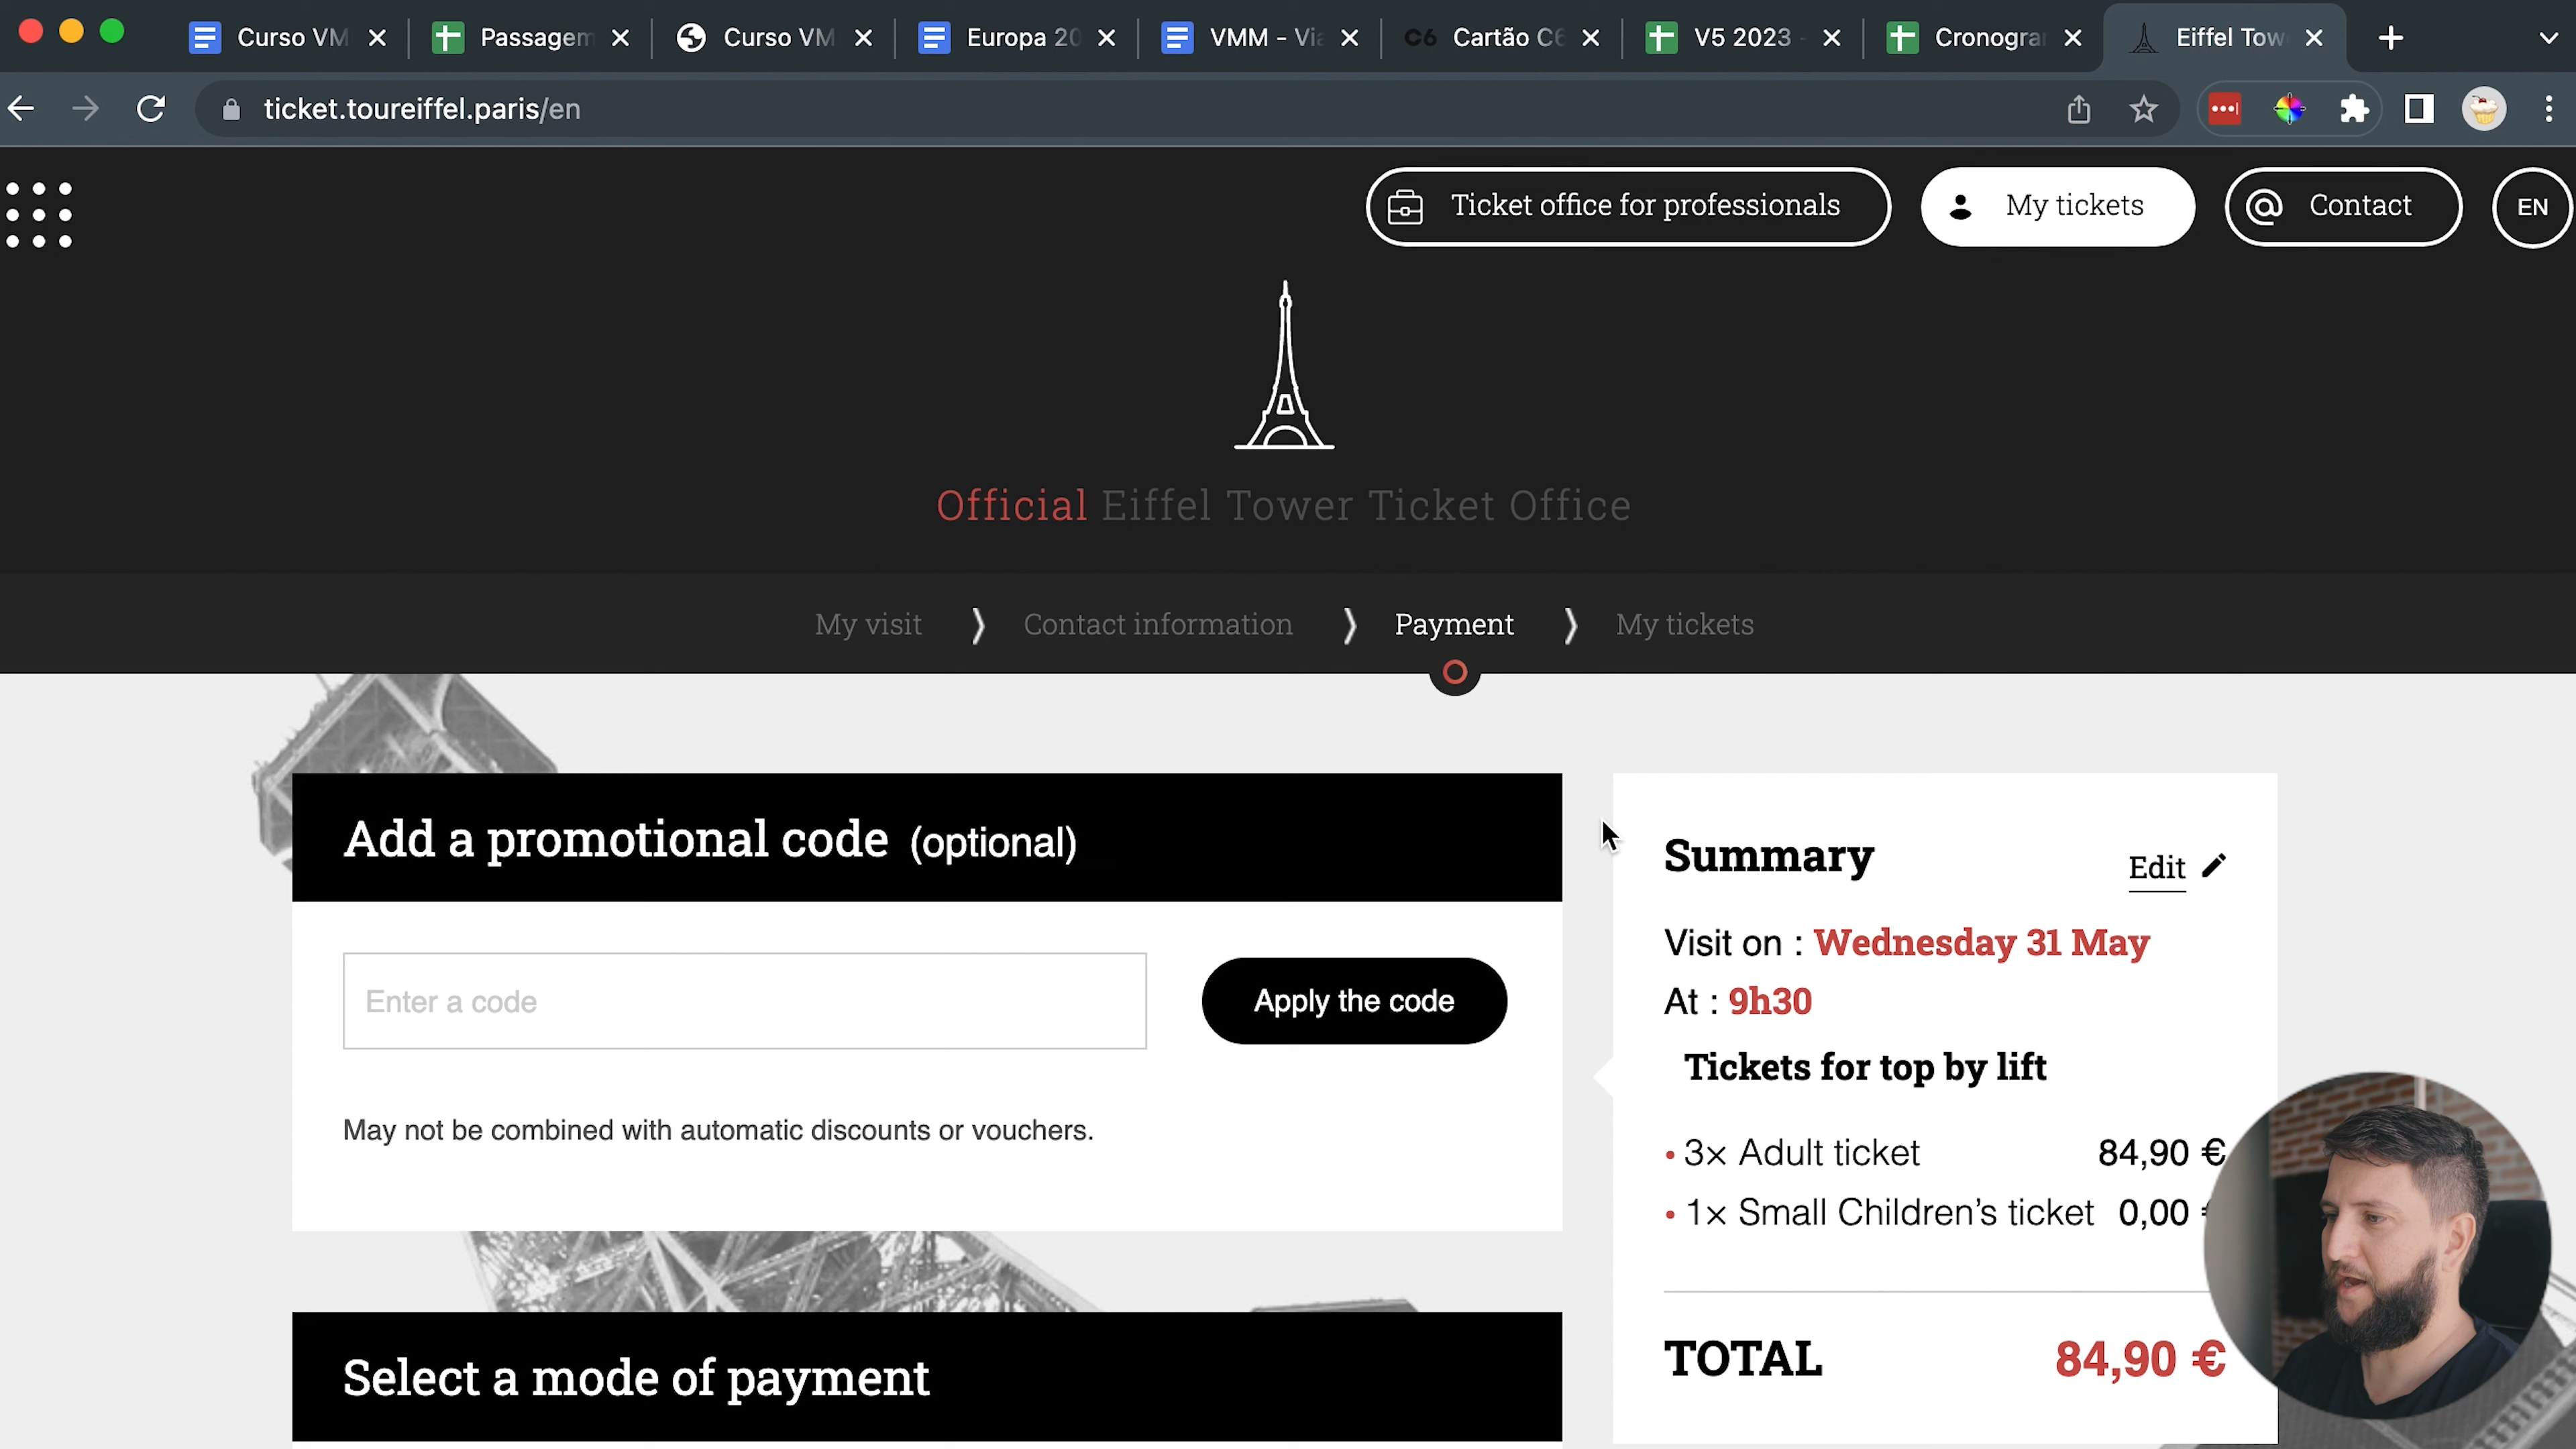 Curso VM
Passagem
Curso VM
Europa 20
VMM - Via
C6 Cartão C6
V5 2023 -
Cronogra
Eiffel Tow
ticket.toureiffel.paris/en
Ticket office for professionals
My tickets
Contact
EN
Official Eiffel Tower Ticket Office
My visit
Contact information
Payment
My tickets
Add a promotional code (optional)
Enter a code
Apply the code
May not be combined with automatic discounts or vouchers.
Select a mode of payment
Summary
Edit
Visit on : Wednesday 31 May
At : 9h30
Tickets for top by lift
• 3× Adult ticket 84,90 €
• 1× Small Children's ticket 0,00 €
TOTAL 84,90 €